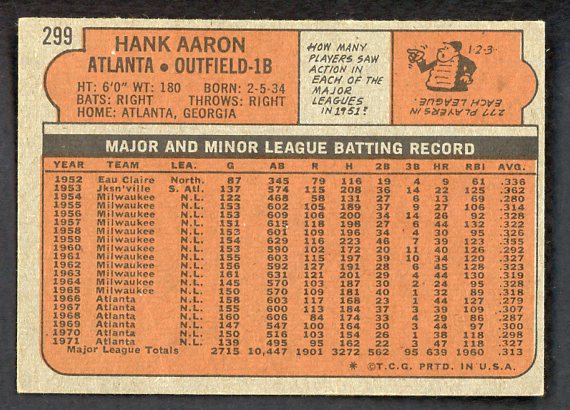 299
HANK AARON
ATLANTA • OUTFIELD-1B
HT: 6'0" WT: 180 BORN: 2-5-34
BATS: RIGHT THROWS: RIGHT
HOME: ATLANTA, GEORGIA
HOW MANY
PLAYERS SAW
ACTION IN
EACH OF THE
MAJOR
LEAGUES
IN 1951?
1-2-3-
277 PLAYERS IN
EACH LEAGUE.
MAJOR AND MINOR LEAGUE BATTING RECORD
YEAR TEAM LEA. G AB R H 2B 3B HR RBI AVG.
1952 Eau Claire North. 87 345 79 116 19 4 9 61 .336
1953 Jksn'ville S. Atl. 137 574 115 208 36 14 22 125 .362
1954 Milwaukee N.L. 122 468 58 131 27 6 13 69 .280
1955 Milwaukee N.L. 153 602 105 189 37 9 27 106 .314
1956 Milwaukee N.L. 153 609 106 200 34 14 26 92 .328
1957 Milwaukee N.L. 151 615 118 198 27 6 44 132 .322
1958 Milwaukee N.L. 153 601 109 196 34 4 30 95 .326
1959 Milwaukee N.L. 154 629 116 223 46 7 39 123 .355
1960 Milwaukee N.L. 153 590 102 172 20 11 40 126 .292
1961 Milwaukee N.L. 155 603 115 197 39 10 34 120 .327
1962 Milwaukee N.L. 156 592 127 191 28 6 45 128 .323
1963 Milwaukee N.L. 161 631 121 201 29 4 44 130 .319
1964 Milwaukee N.L. 145 570 103 187 30 2 24 95 .328
1965 Milwaukee N.L. 150 570 109 181 40 1 32 89 .318
1966 Atlanta N.L. 158 603 117 168 23 1 44 127 .279
1967 Atlanta N.L. 155 600 113 184 37 3 39 109 .307
1968 Atlanta N.L. 160 606 84 174 33 4 29 86 .287
1969 Atlanta N.L. 147 547 100 164 30 3 44 97 .300
1970 Atlanta N.L. 150 516 103 154 26 1 38 118 .298
1971 Atlanta N.L. 139 495 95 162 22 3 47 118 .327
Major League Totals 2715 10,447 1901 3272 562 95 639 1960 .313
* © T.C.G. PRTD. IN U.S.A.